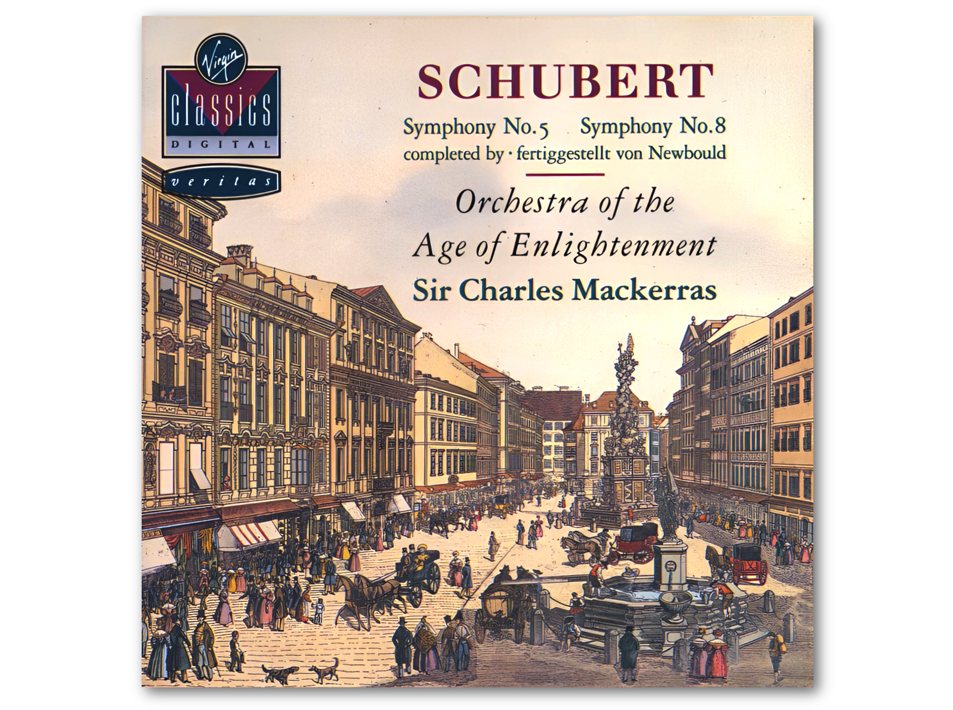 Virgin
classics
DIGITAL
veritas
SCHUBERT
Symphony No. 5 Symphony No. 8
completed by · fertiggestellt von Newbould
Orchestra of the
Age of Enlightenment
Sir Charles Mackerras